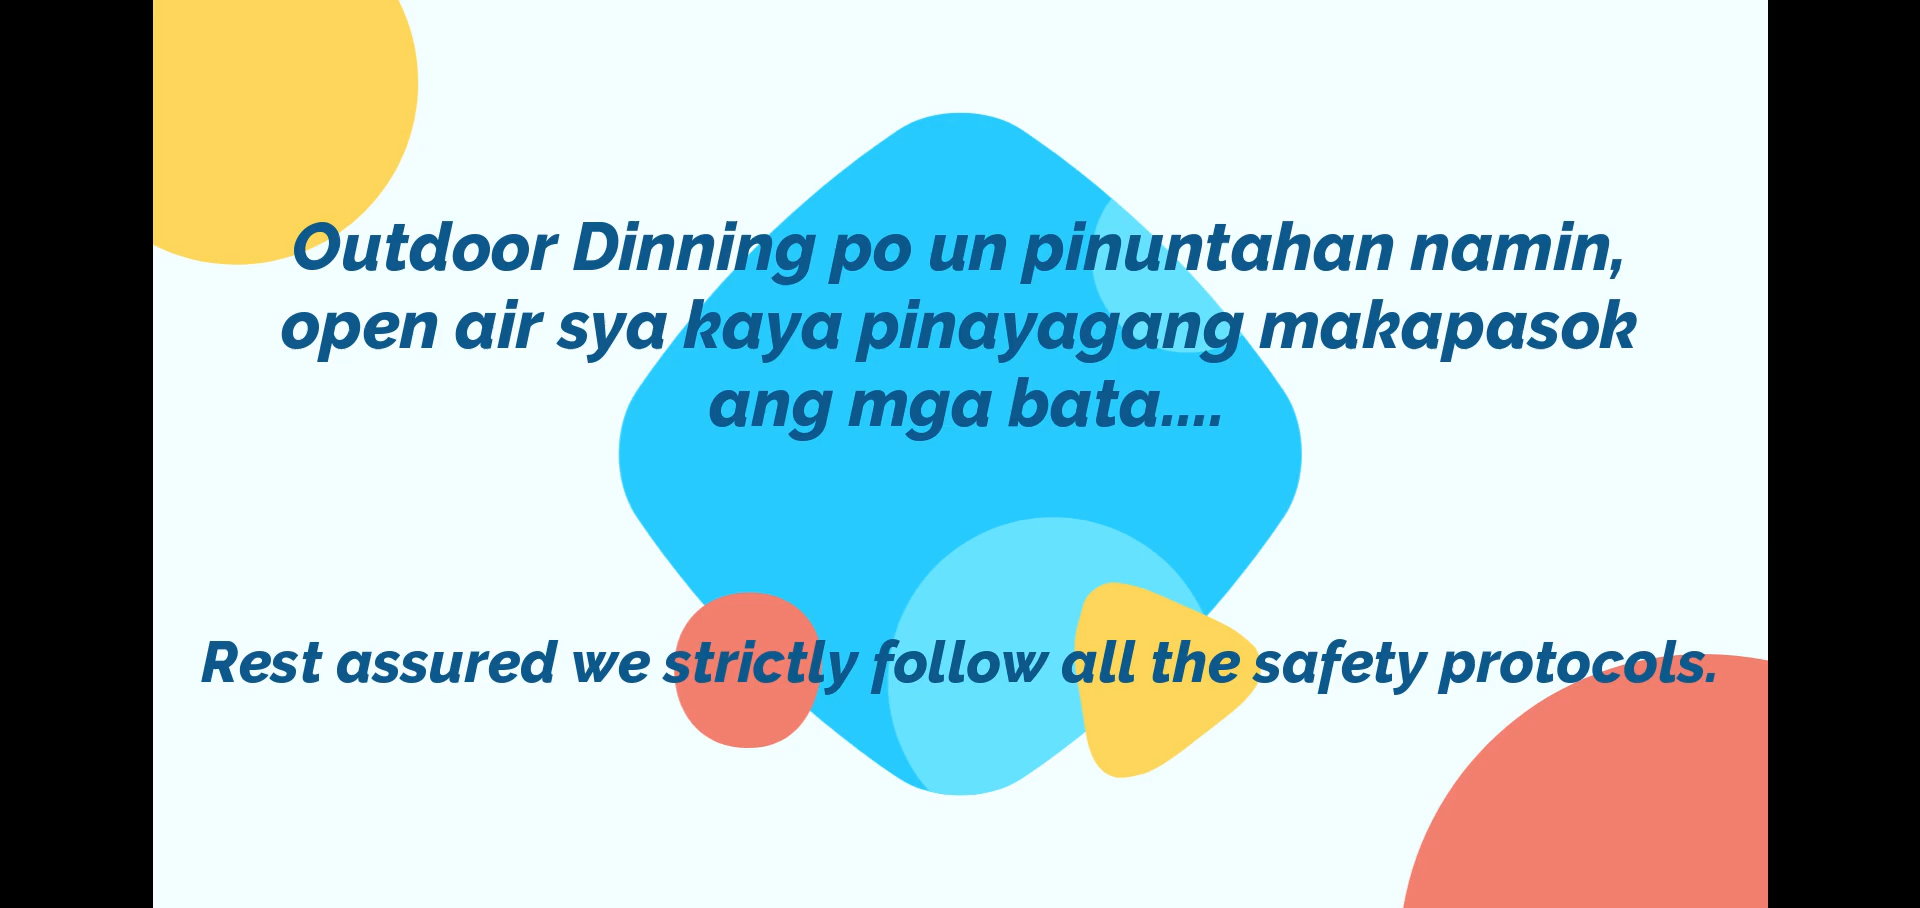 Outdoor Dinning po un pinuntahan namin,
open air sya kaya pinayagang makapasok
ang mga bata....
Rest assured we strictly follow all the safety protocols.